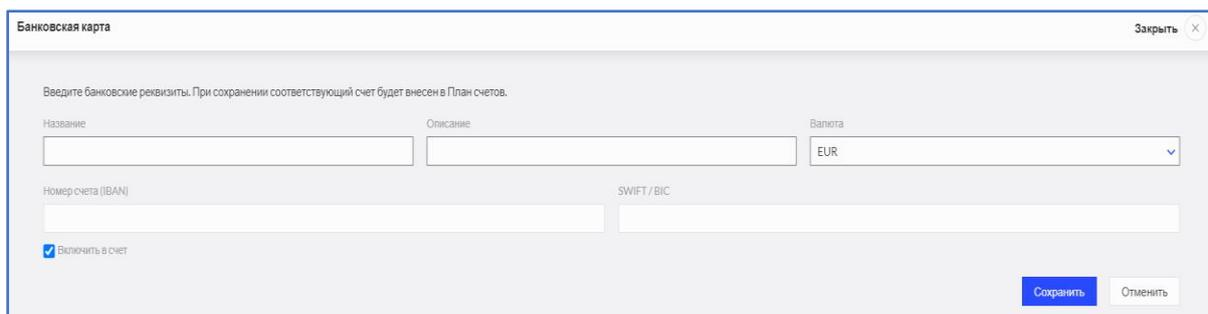 Банковская карта Закрыть
Введите банковские реквизиты. При сохранении соответствующий счет будет внесен в План счетов.
Название Описание Валюта
EUR
Номер счета (IBAN) SWIFT / BIC
Включить в счет
Сохранить Отменить